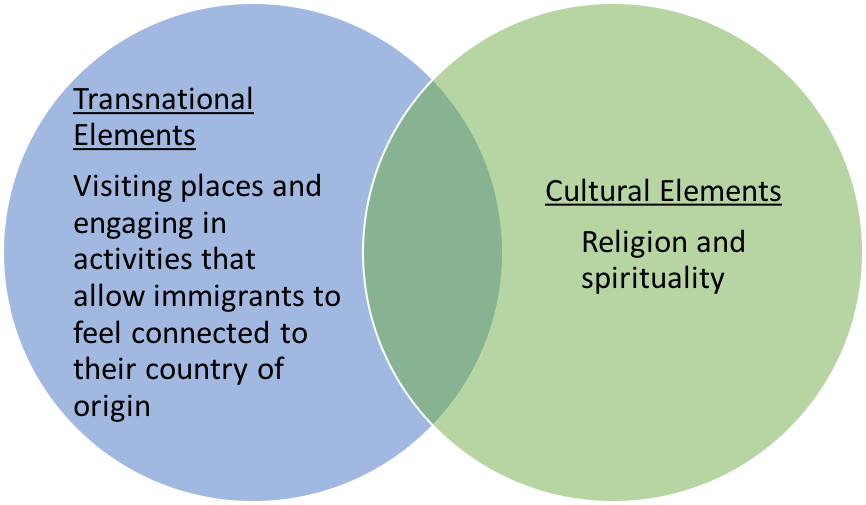 Transnational
Elements
Visiting places and
engaging in
activities that
allow immigrants to
feel connected to
their country of
origin
Cultural Elements
Religion and
spirituality